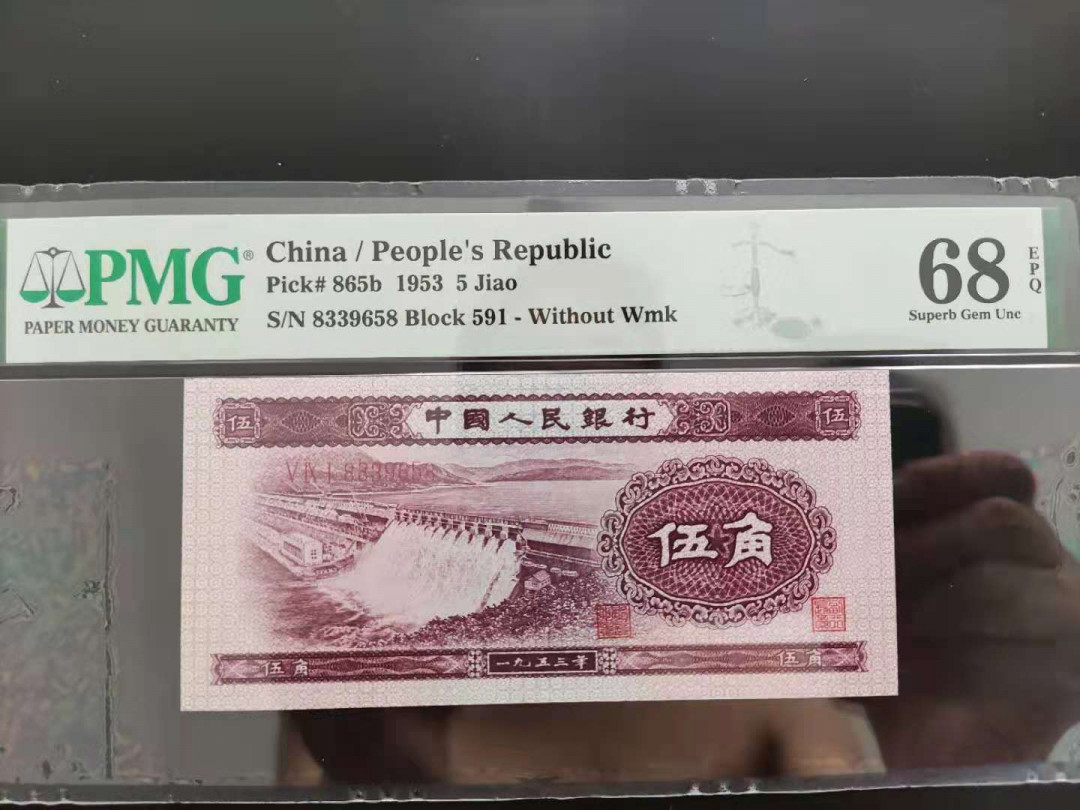 PMG®
PAPER MONEY GUARANTY
China / People's Republic
Pick# 865b 1953 5 Jiao
S/N 8339658 Block 591 - Without Wmk
68 EPQ
Superb Gem Unc
伍 中國人民銀行 伍
伍角
伍角 一九五三年 伍角